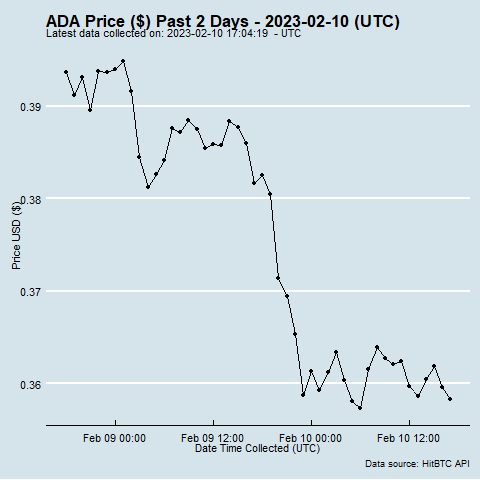 ADA Price ($) Past 2 Days - 2023-02-10 (UTC)
Latest data collected on: 2023-02-10 17:04:19 - UTC
0.39
0.38
0.37
0.36
Price USD ($)
Feb 09 00:00 Feb 09 12:00 Feb 10 00:00 Feb 10 12:00
Date Time Collected (UTC)
Data source: HitBTC API